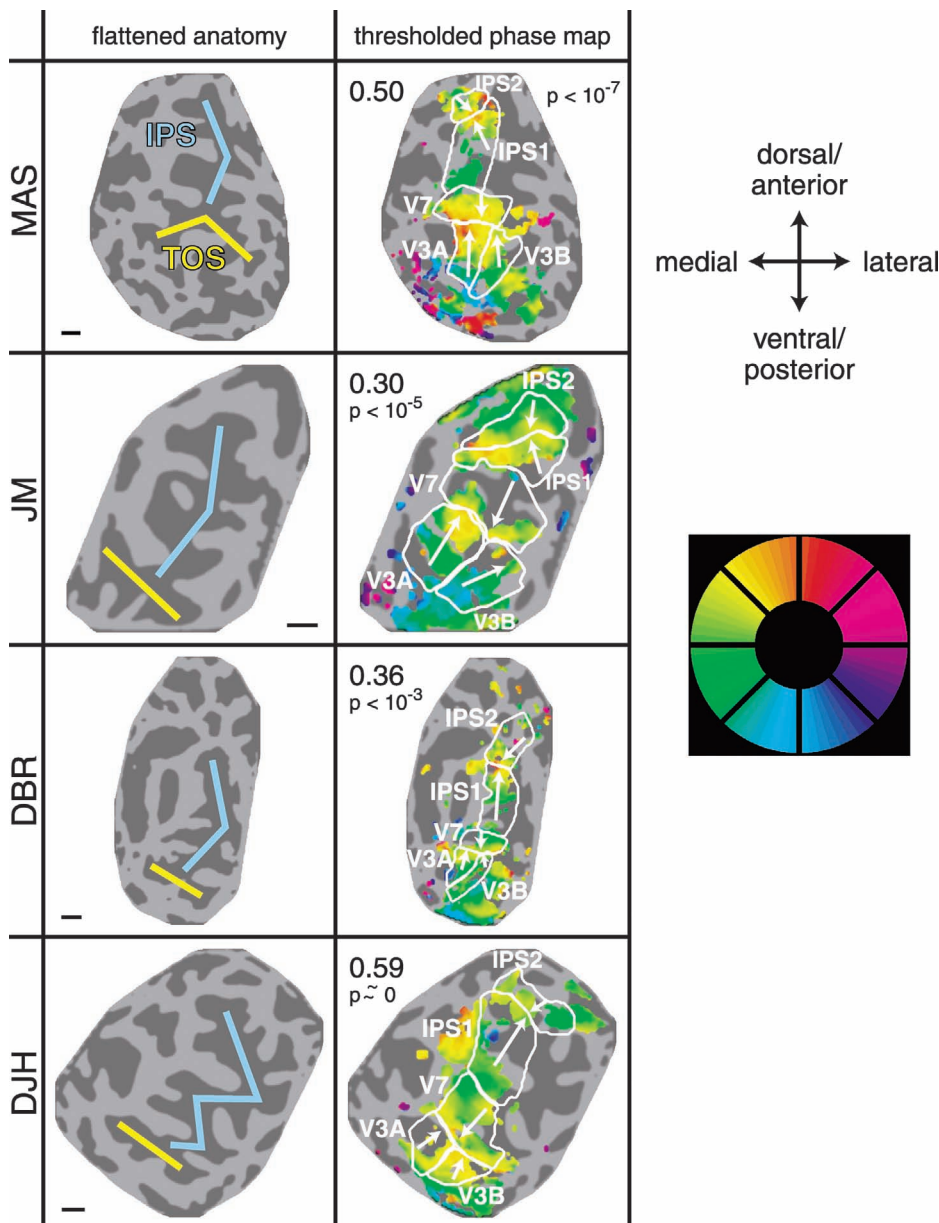 flattened anatomy
thresholded phase map
MAS
IPS
TOS
0.50
p < 10-7
IPS2
IPS1
V7
V3A
V3B
dorsal/
anterior
medial
lateral
ventral/
posterior
JM
0.30
p < 10-5
IPS2
V7
IPS1
V3A
V3B
DBR
0.36
p < 10-3
IPS2
IPS1
V7
V3A
V3B
DJH
0.59
p ~ 0
IPS2
IPS1
V7
V3A
V3B